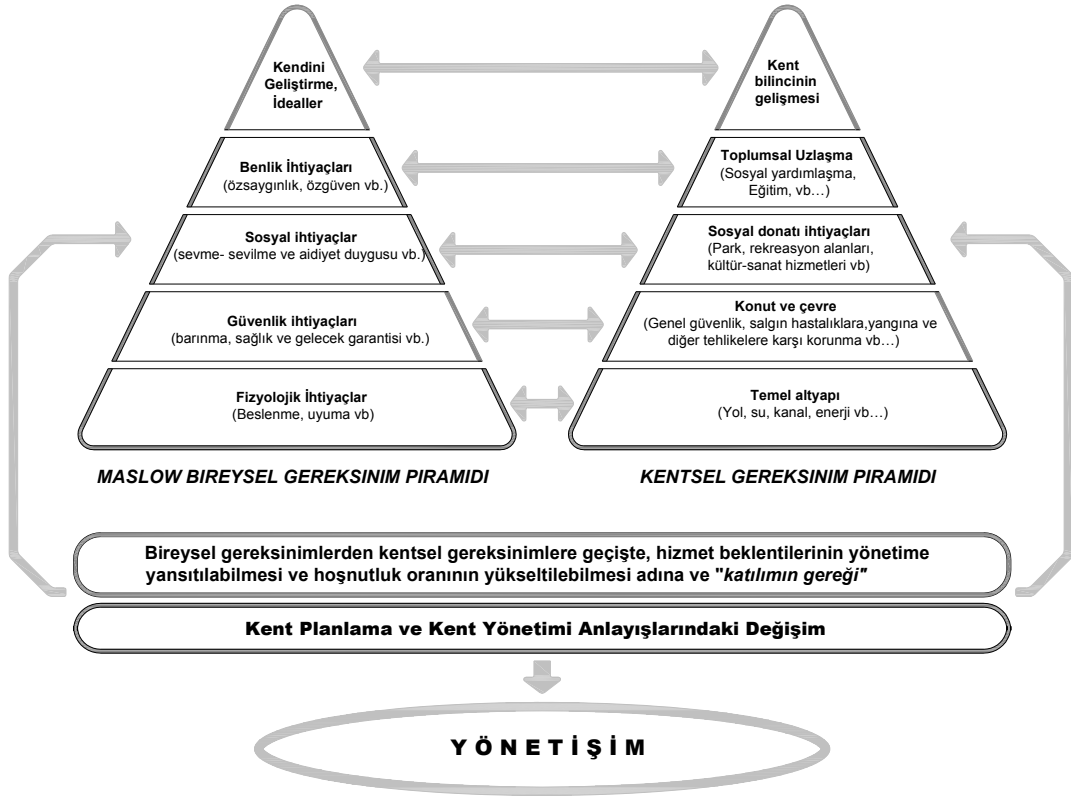 Kendini
Geliştirme,
İdealler
Benlik İhtiyaçları
(özsaygınlık, özgüven vb.)
Sosyal ihtiyaçlar
(sevme- sevilme ve aidiyet duygusu vb.)
Güvenlik ihtiyaçları
(barınma, sağlık ve gelecek garantisi vb.)
Fizyolojik İhtiyaçlar
(Beslenme, uyuma vb)
MASLOW BIREYSEL GEREKSINIM PIRAMIDI
Kent
bilincinin
gelişmesi
Toplumsal Uzlaşma
(Sosyal yardımlaşma,
Eğitim, vb…)
Sosyal donatı ihtiyaçları
(Park, rekreasyon alanları,
kültür-sanat hizmetleri vb)
Konut ve çevre
(Genel güvenlik, salgın hastalıklara,yangına ve
diğer tehlikelere karşı korunma vb…)
Temel altyapı
(Yol, su, kanal, enerji vb…)
KENTSEL GEREKSINIM PIRAMIDI
Bireysel gereksinimlerden kentsel gereksinimlere geçişte, hizmet beklentilerinin yönetime
yansıtılabilmesi ve hoşnutluk oranının yükseltilebilmesi adına ve "katılımın gereği"
Kent Planlama ve Kent Yönetimi Anlayışlarındaki Değişim
YÖNETİŞİM